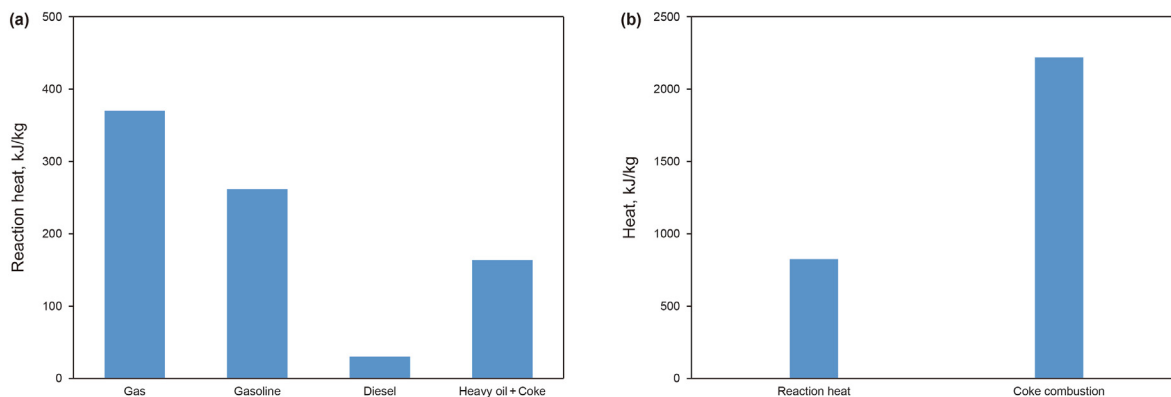 (a)
500
400
300
200
100
0
Reaction heat, kJ/kg
Gas
Gasoline
Diesel
Heavy oil + Coke
(b)
2500
2000
1500
1000
500
0
Heat, kJ/kg
Reaction heat
Coke combustion